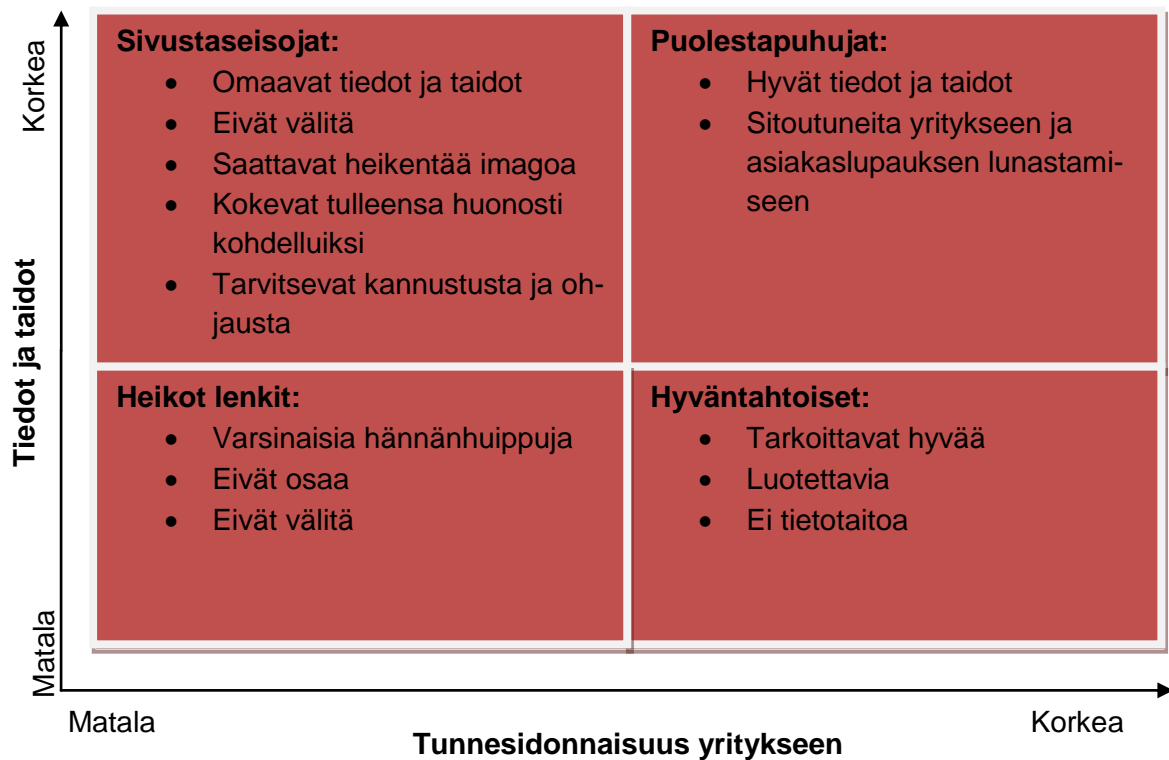 Korkea
Tiedot ja taidot
Matala
Sivustaseisojat:
• Omaavat tiedot ja taidot
• Eivät välitä
• Saattavat heikentää imagoa
• Kokevat tulleensa huonosti
kohdelluiksi
• Tarvitsevat kannustusta ja oh-
jausta
Puolestapuhujat:
• Hyvät tiedot ja taidot
• Sitoutuneita yritykseen ja
asiakaslupauksen lunastami-
seen
Heikot lenkit:
• Varsinaisia hännänhuippuja
• Eivät osaa
• Eivät välitä
Hyväntahtoiset:
• Tarkoittavat hyvää
• Luotettavia
• Ei tietotaitoa
Matala
Korkea
Tunnesidonnaisuus yritykseen